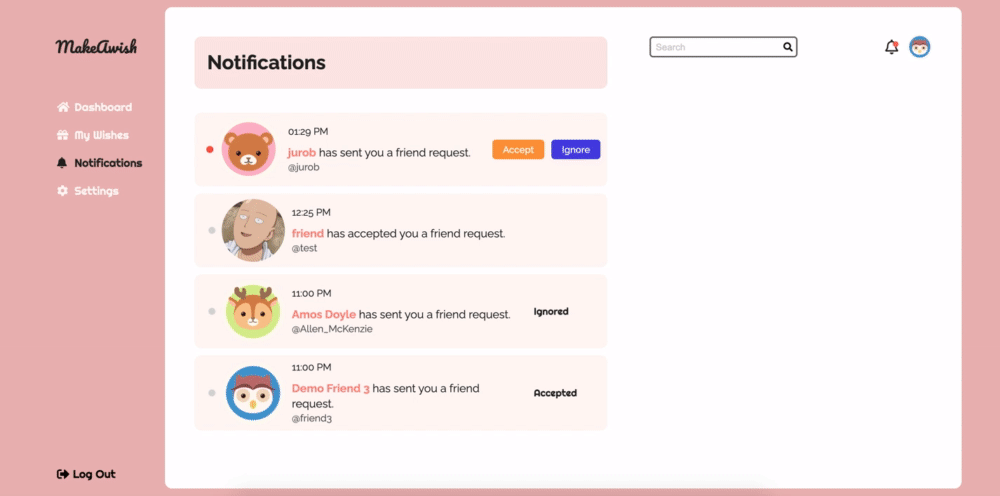 MakeAwish
Dashboard
My Wishes
Notifications
Settings
Log Out
Notifications
Search
01:29 PM
jurob has sent you a friend request.
@jurob
Accept
Ignore
12:25 PM
friend has accepted you a friend request.
@test
11:00 PM
Amos Doyle has sent you a friend request.
@Allen_McKenzie
Ignored
11:00 PM
Demo Friend 3 has sent you a friend
request.
@friend3
Accepted